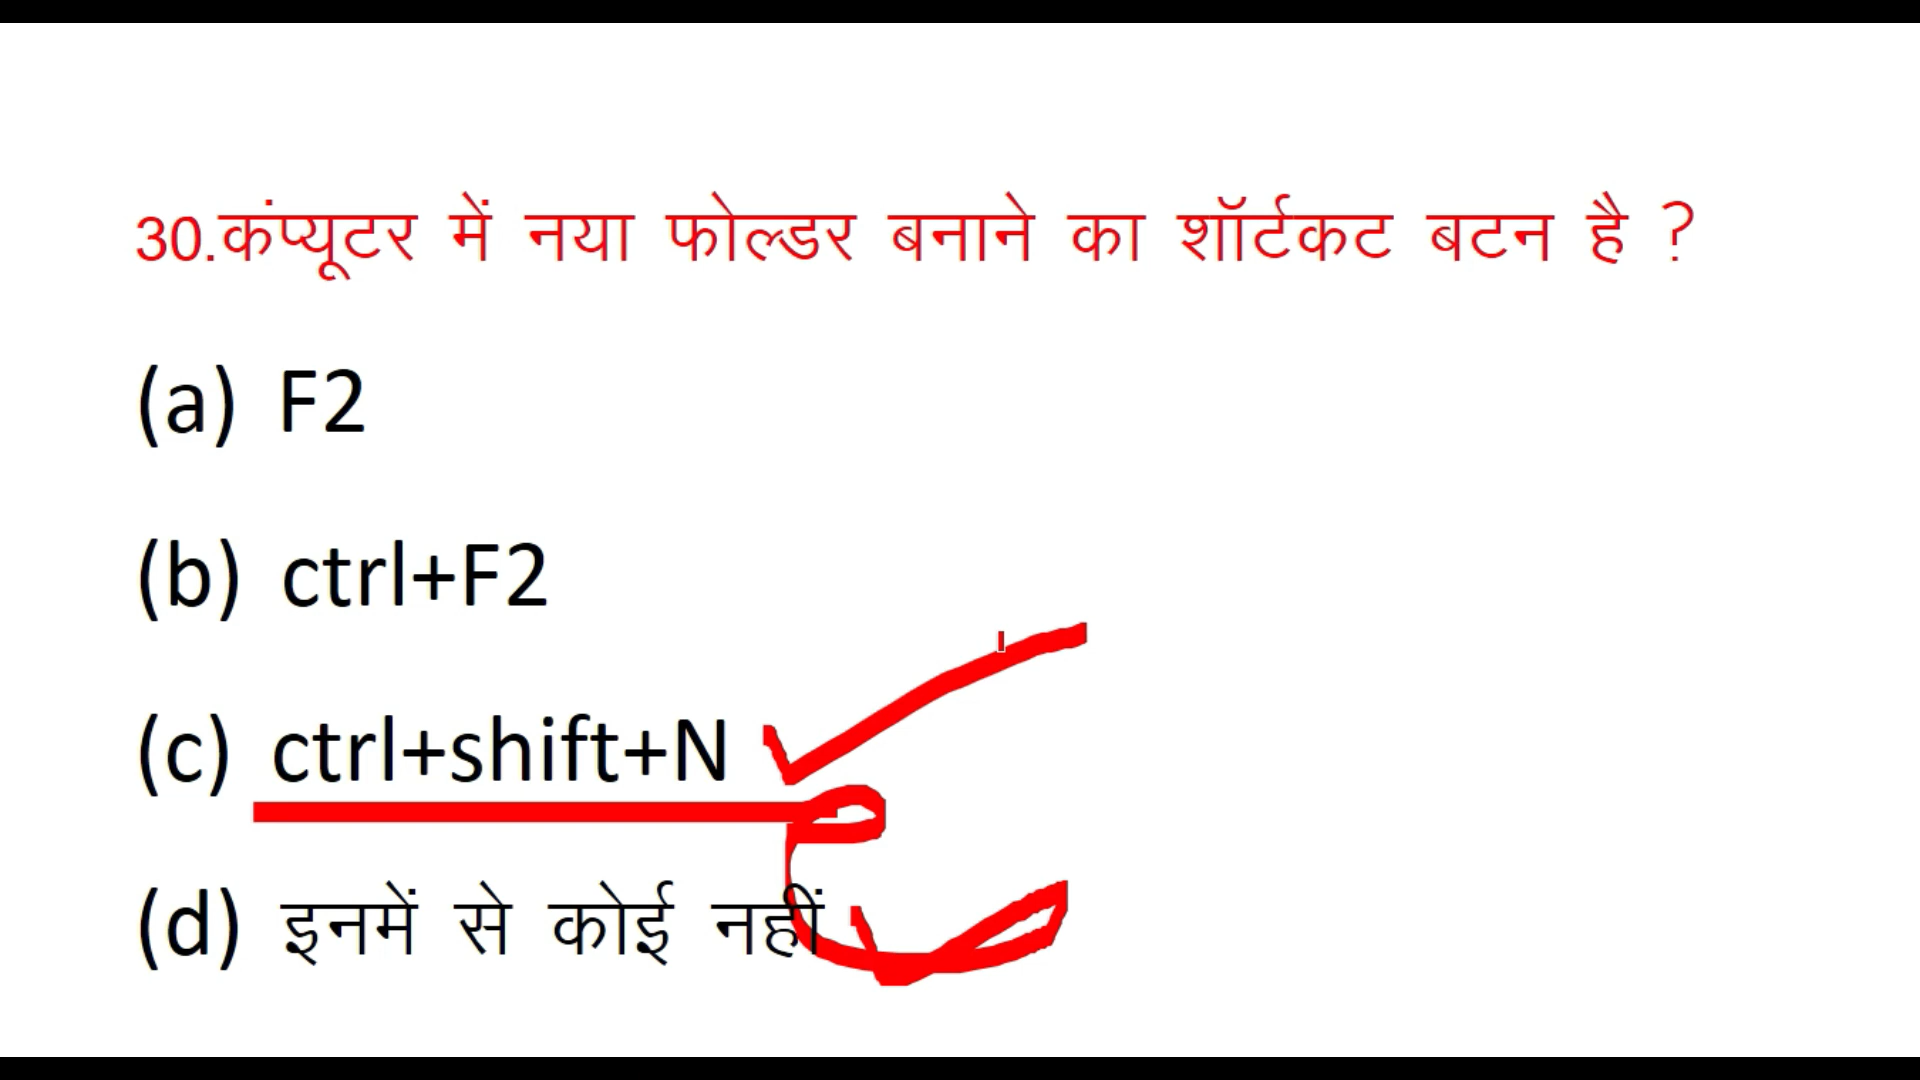 30.कंप्यूटर में नया फोल्डर बनाने का शॉर्टकट बटन है ?
(a) F2
(b) ctrl+F2
(c) ctrl+shift+N
(d) इनमें से कोई नहीं